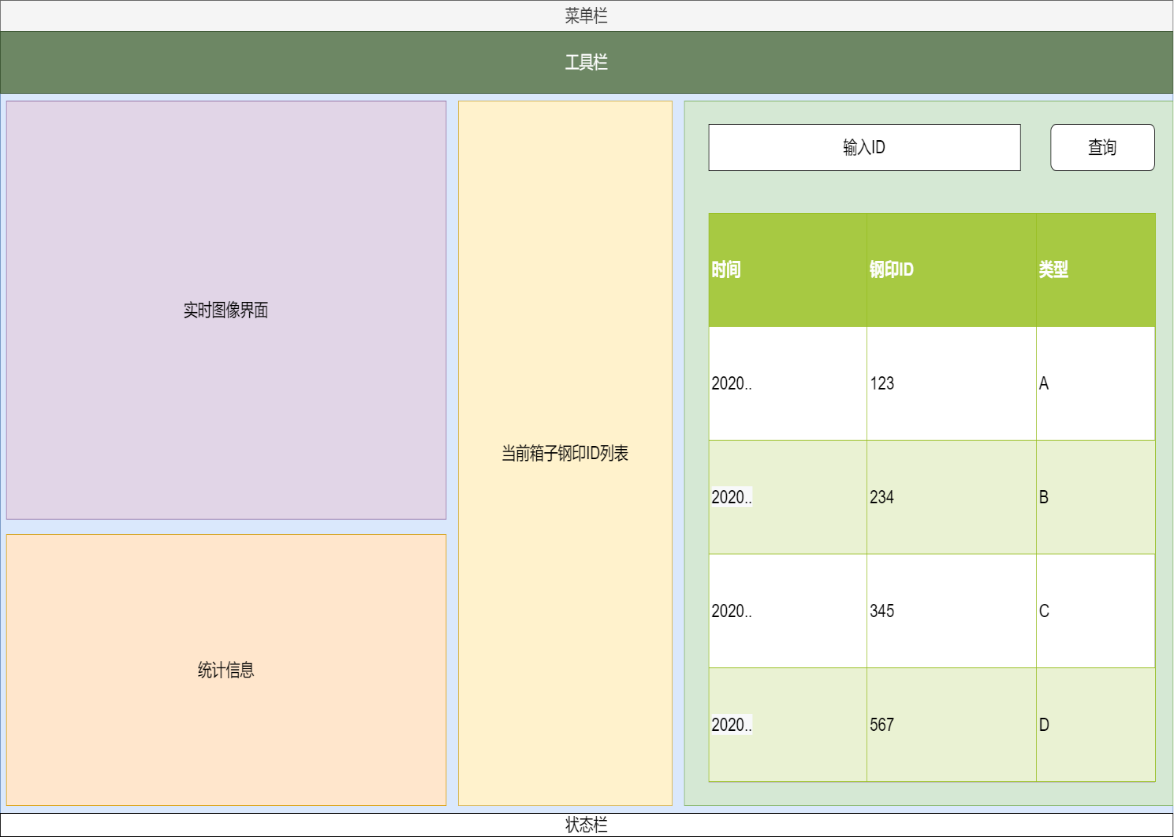 菜单栏
工具栏
实时图像界面
统计信息
当前箱子钢印ID列表
输入ID
查询
时间 钢印ID 类型
2020.. 123 A
2020.. 234 B
2020.. 345 C
2020.. 567 D
状态栏